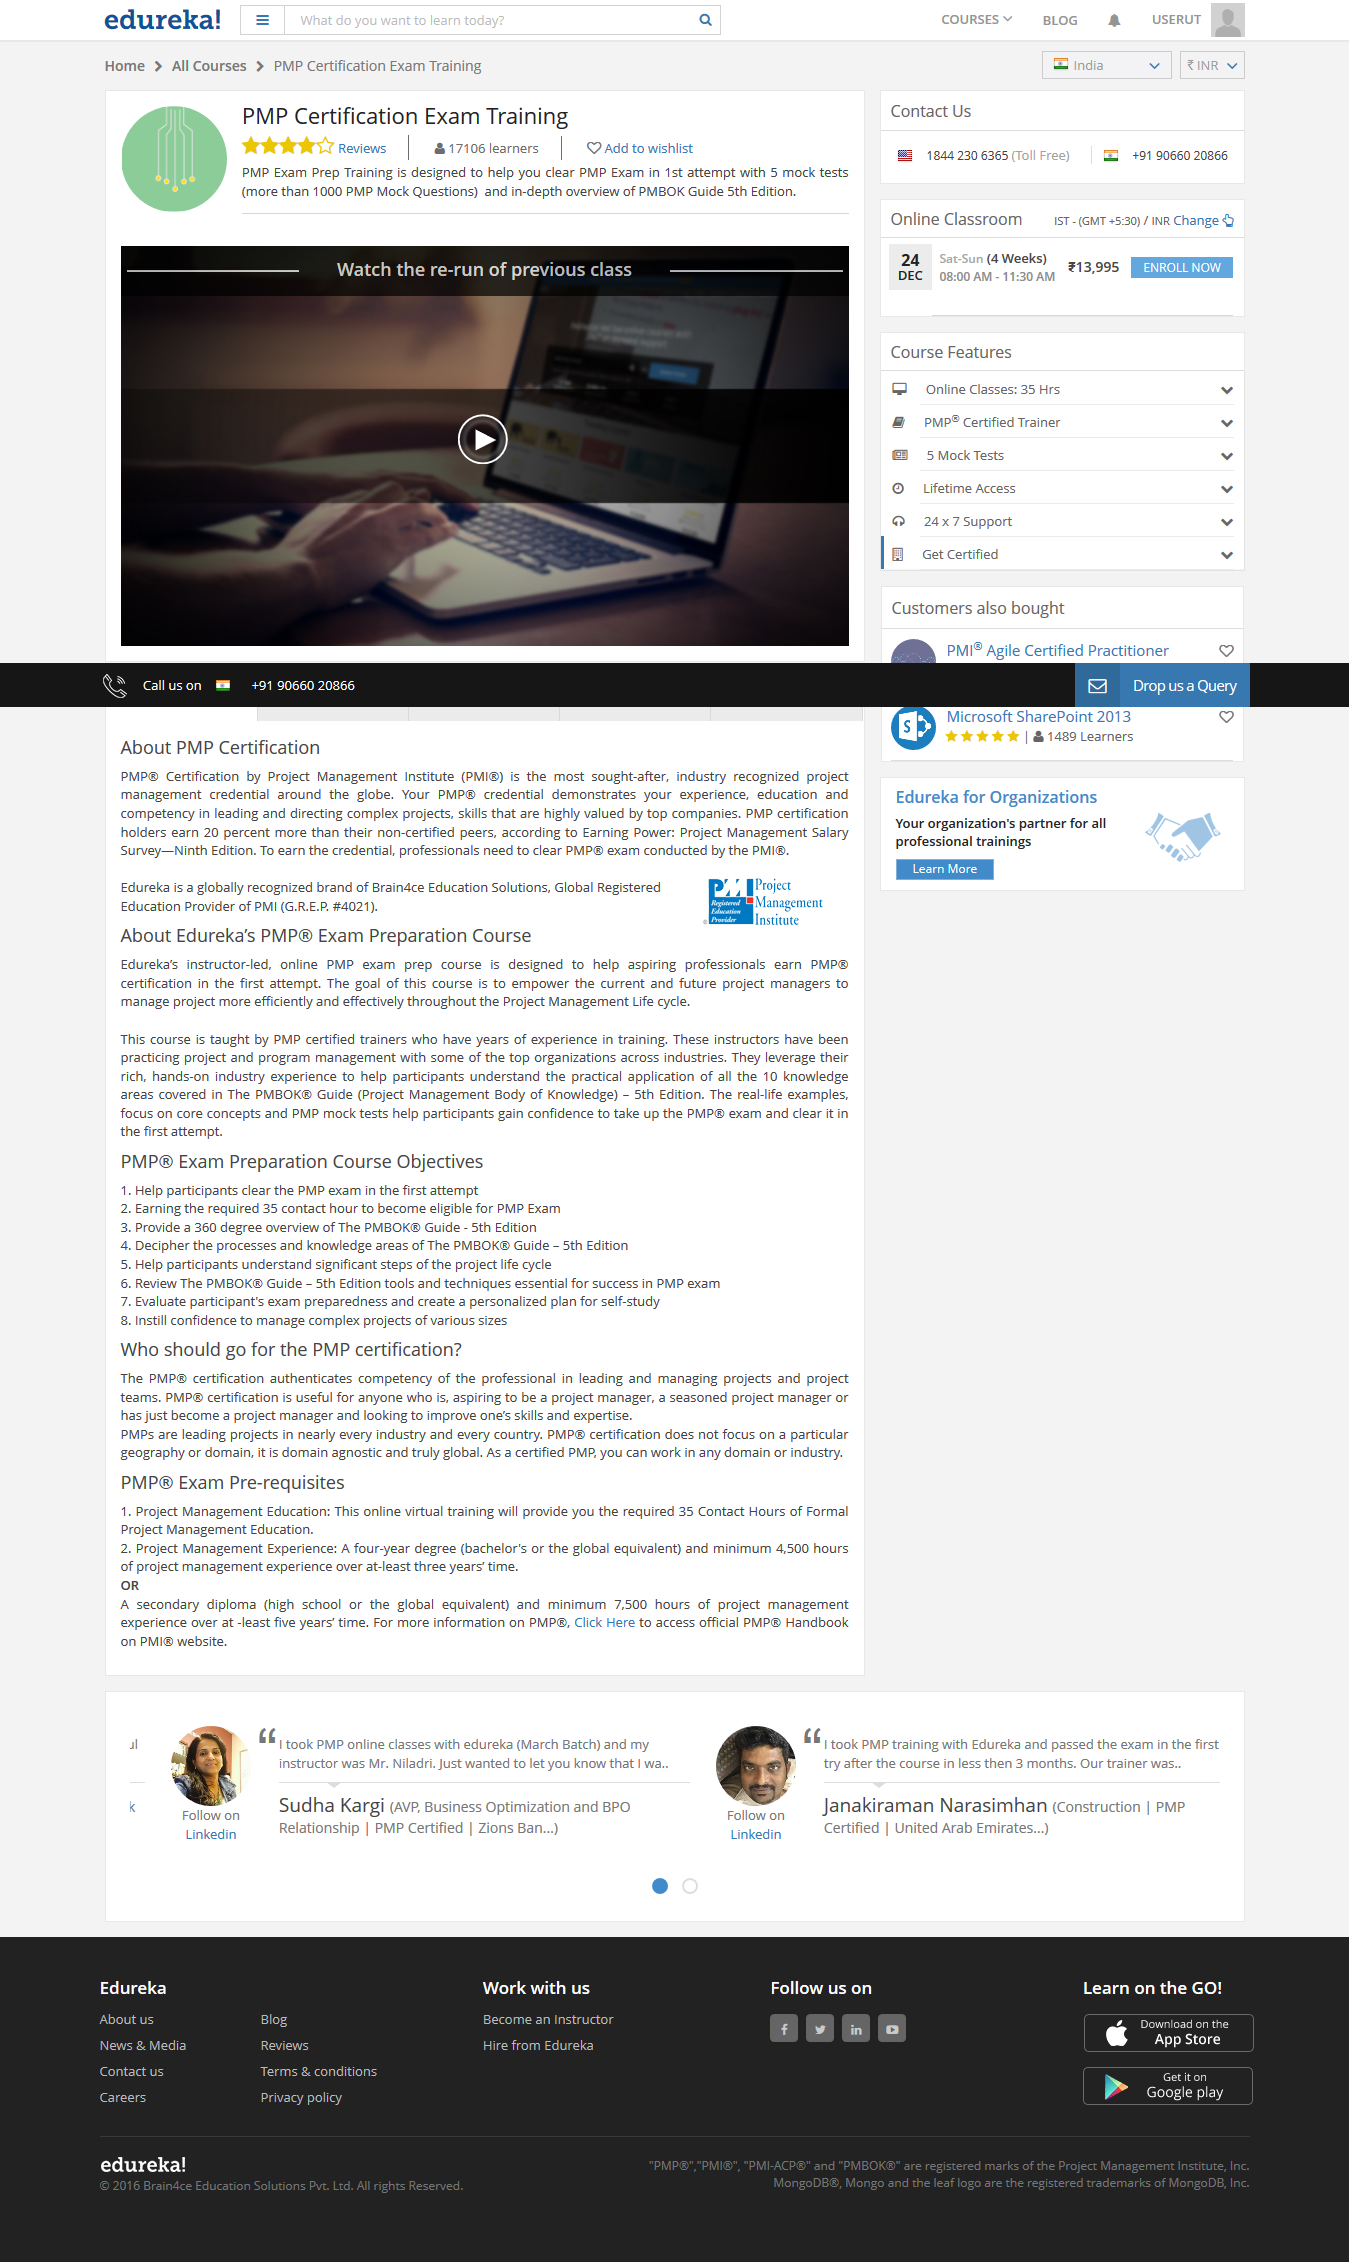 edureka!
What do you want to learn today?
COURSES
BLOG
USERUT
Home > All Courses > PMP Certification Exam Training
India
₹ INR
PMP Certification Exam Training
Reviews
17106 learners
Add to wishlist
PMP Exam Prep Training is designed to help you clear PMP Exam in 1st attempt with 5 mock tests
(more than 1000 PMP Mock Questions) and in-depth overview of PMBOK Guide 5th Edition.
Watch the re-run of previous class
Contact Us
1844 230 6365 (Toll Free)
+91 90660 20866
Online Classroom
IST - (GMT +5:30) / INR Change
24
DEC
Sat-Sun (4 Weeks)
08:00 AM - 11:30 AM
₹13,995
ENROLL NOW
Course Features
Online Classes: 35 Hrs
PMP® Certified Trainer
5 Mock Tests
Lifetime Access
24 x 7 Support
Get Certified
Customers also bought
PMI® Agile Certified Practitioner
Call us on
+91 90660 20866
Drop us a Query
Microsoft SharePoint 2013
| 1489 Learners
Edureka for Organizations
Your organization's partner for all
professional trainings
Learn More
About PMP Certification
PMP® Certification by Project Management Institute (PMI®) is the most sought-after, industry recognized project
management credential around the globe. Your PMP® credential demonstrates your experience, education and
competency in leading and directing complex projects, skills that are highly valued by top companies. PMP certification
holders earn 20 percent more than their non-certified peers, according to Earning Power: Project Management Salary
Survey—Ninth Edition. To earn the credential, professionals need to clear PMP® exam conducted by the PMI®.
Edureka is a globally recognized brand of Brain4ce Education Solutions, Global Registered
Education Provider of PMI (G.R.E.P. #4021).
PMI
Registered
Education
Provider
Project
Management
Institute
About Edureka's PMP® Exam Preparation Course
Edureka's instructor-led, online PMP exam prep course is designed to help aspiring professionals earn PMP®
certification in the first attempt. The goal of this course is to empower the current and future project managers to
manage project more efficiently and effectively throughout the Project Management Life cycle.
This course is taught by PMP certified trainers who have years of experience in training. These instructors have been
practicing project and program management with some of the top organizations across industries. They leverage their
rich, hands-on industry experience to help participants understand the practical application of all the 10 knowledge
areas covered in The PMBOK® Guide (Project Management Body of Knowledge) – 5th Edition. The real-life examples,
focus on core concepts and PMP mock tests help participants gain confidence to take up the PMP® exam and clear it in
the first attempt.
PMP® Exam Preparation Course Objectives
1. Help participants clear the PMP exam in the first attempt
2. Earning the required 35 contact hour to become eligible for PMP Exam
3. Provide a 360 degree overview of The PMBOK® Guide - 5th Edition
4. Decipher the processes and knowledge areas of The PMBOK® Guide – 5th Edition
5. Help participants understand significant steps of the project life cycle
6. Review The PMBOK® Guide – 5th Edition tools and techniques essential for success in PMP exam
7. Evaluate participant's exam preparedness and create a personalized plan for self-study
8. Instill confidence to manage complex projects of various sizes
Who should go for the PMP certification?
The PMP® certification authenticates competency of the professional in leading and managing projects and project
teams. PMP® certification is useful for anyone who is, aspiring to be a project manager, a seasoned project manager or
has just become a project manager and looking to improve one's skills and expertise.
PMPs are leading projects in nearly every industry and every country. PMP® certification does not focus on a particular
geography or domain, it is domain agnostic and truly global. As a certified PMP, you can work in any domain or industry.
PMP® Exam Pre-requisites
1. Project Management Education: This online virtual training will provide you the required 35 Contact Hours of Formal
Project Management Education.
2. Project Management Experience: A four-year degree (bachelor's or the global equivalent) and minimum 4,500 hours
of project management experience over at-least three years' time.
OR
A secondary diploma (high school or the global equivalent) and minimum 7,500 hours of project management
experience over at -least five years' time. For more information on PMP®, Click Here to access official PMP® Handbook
on PMI® website.
ul
k
I took PMP online classes with edureka (March Batch) and my
instructor was Mr. Niladri. Just wanted to let you know that I wa..
Follow on
Linkedin
Sudha Kargi (AVP, Business Optimization and BPO
Relationship | PMP Certified | Zions Ban...)
I took PMP training with Edureka and passed the exam in the first
try after the course in less then 3 months. Our trainer was..
Follow on
Linkedin
Janakiraman Narasimhan (Construction | PMP
Certified | United Arab Emirates...)
Edureka
About us
News & Media
Contact us
Careers
Blog
Reviews
Terms & conditions
Privacy policy
Work with us
Become an Instructor
Hire from Edureka
Follow us on
Learn on the GO!
Download on the
App Store
Get it on
Google play
edureka!
© 2016 Brain4ce Education Solutions Pvt. Ltd. All rights Reserved.
"PMP®","PMI®", "PMI-ACP®" and "PMBOK®" are registered marks of the Project Management Institute, Inc.
MongoDB®, Mongo and the leaf logo are the registered trademarks of MongoDB, Inc.